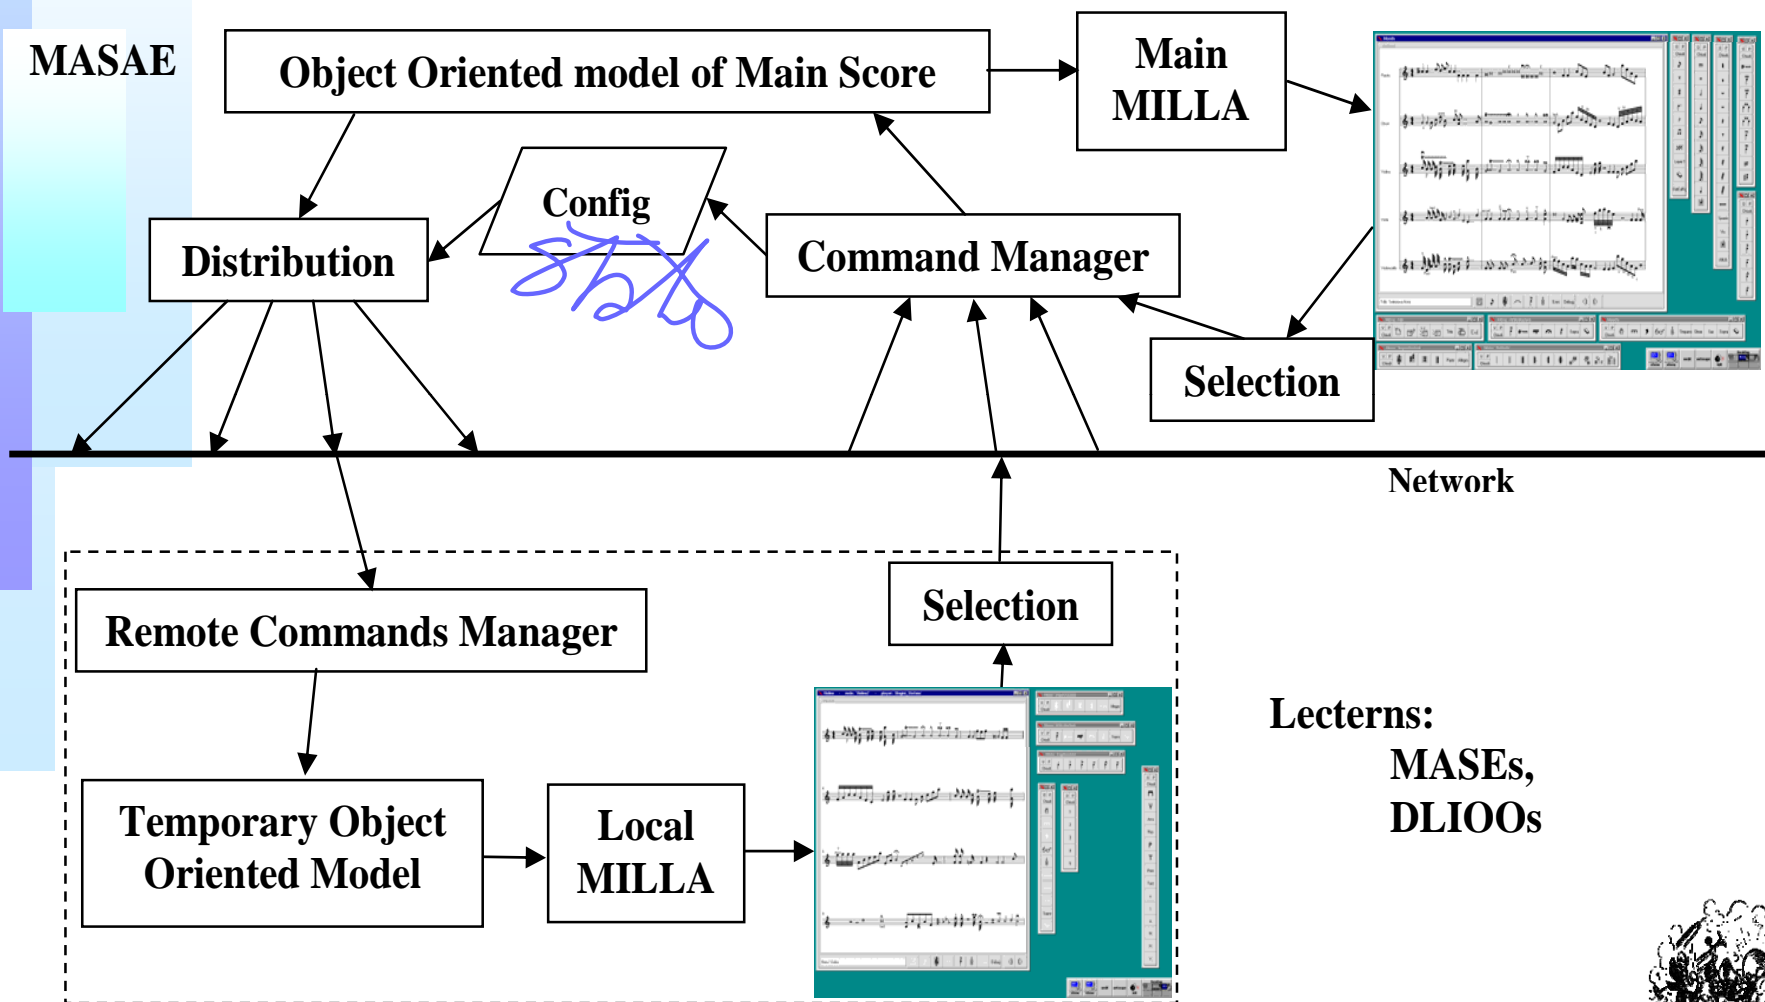 MASAE
Object Oriented model of Main Score
Main
MILLA
Config
Distribution
Command Manager
Selection
Network
Selection
Remote Commands Manager
Temporary Object
Oriented Model
Local
MILLA
Lecterns:
MASEs,
DLIOOs